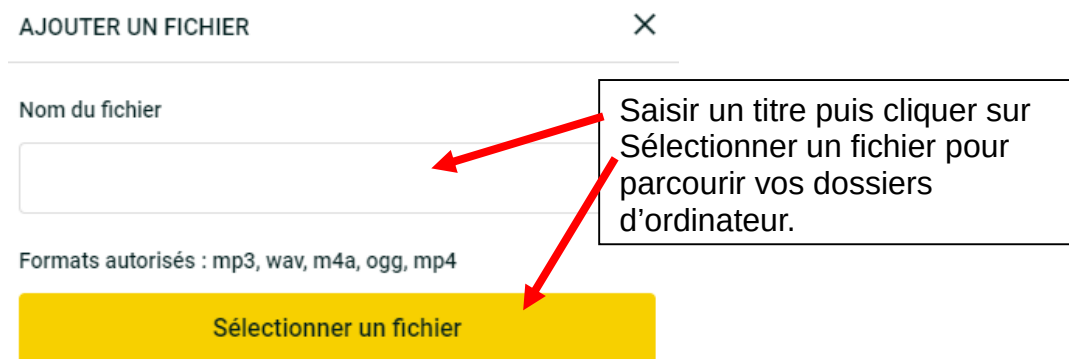 AJOUTER UN FICHIER
Nom du fichier
Saisir un titre puis cliquer sur
Sélectionner un fichier pour
parcourir vos dossiers
d’ordinateur.
Formats autorisés : mp3, wav, m4a, ogg, mp4
Sélectionner un fichier